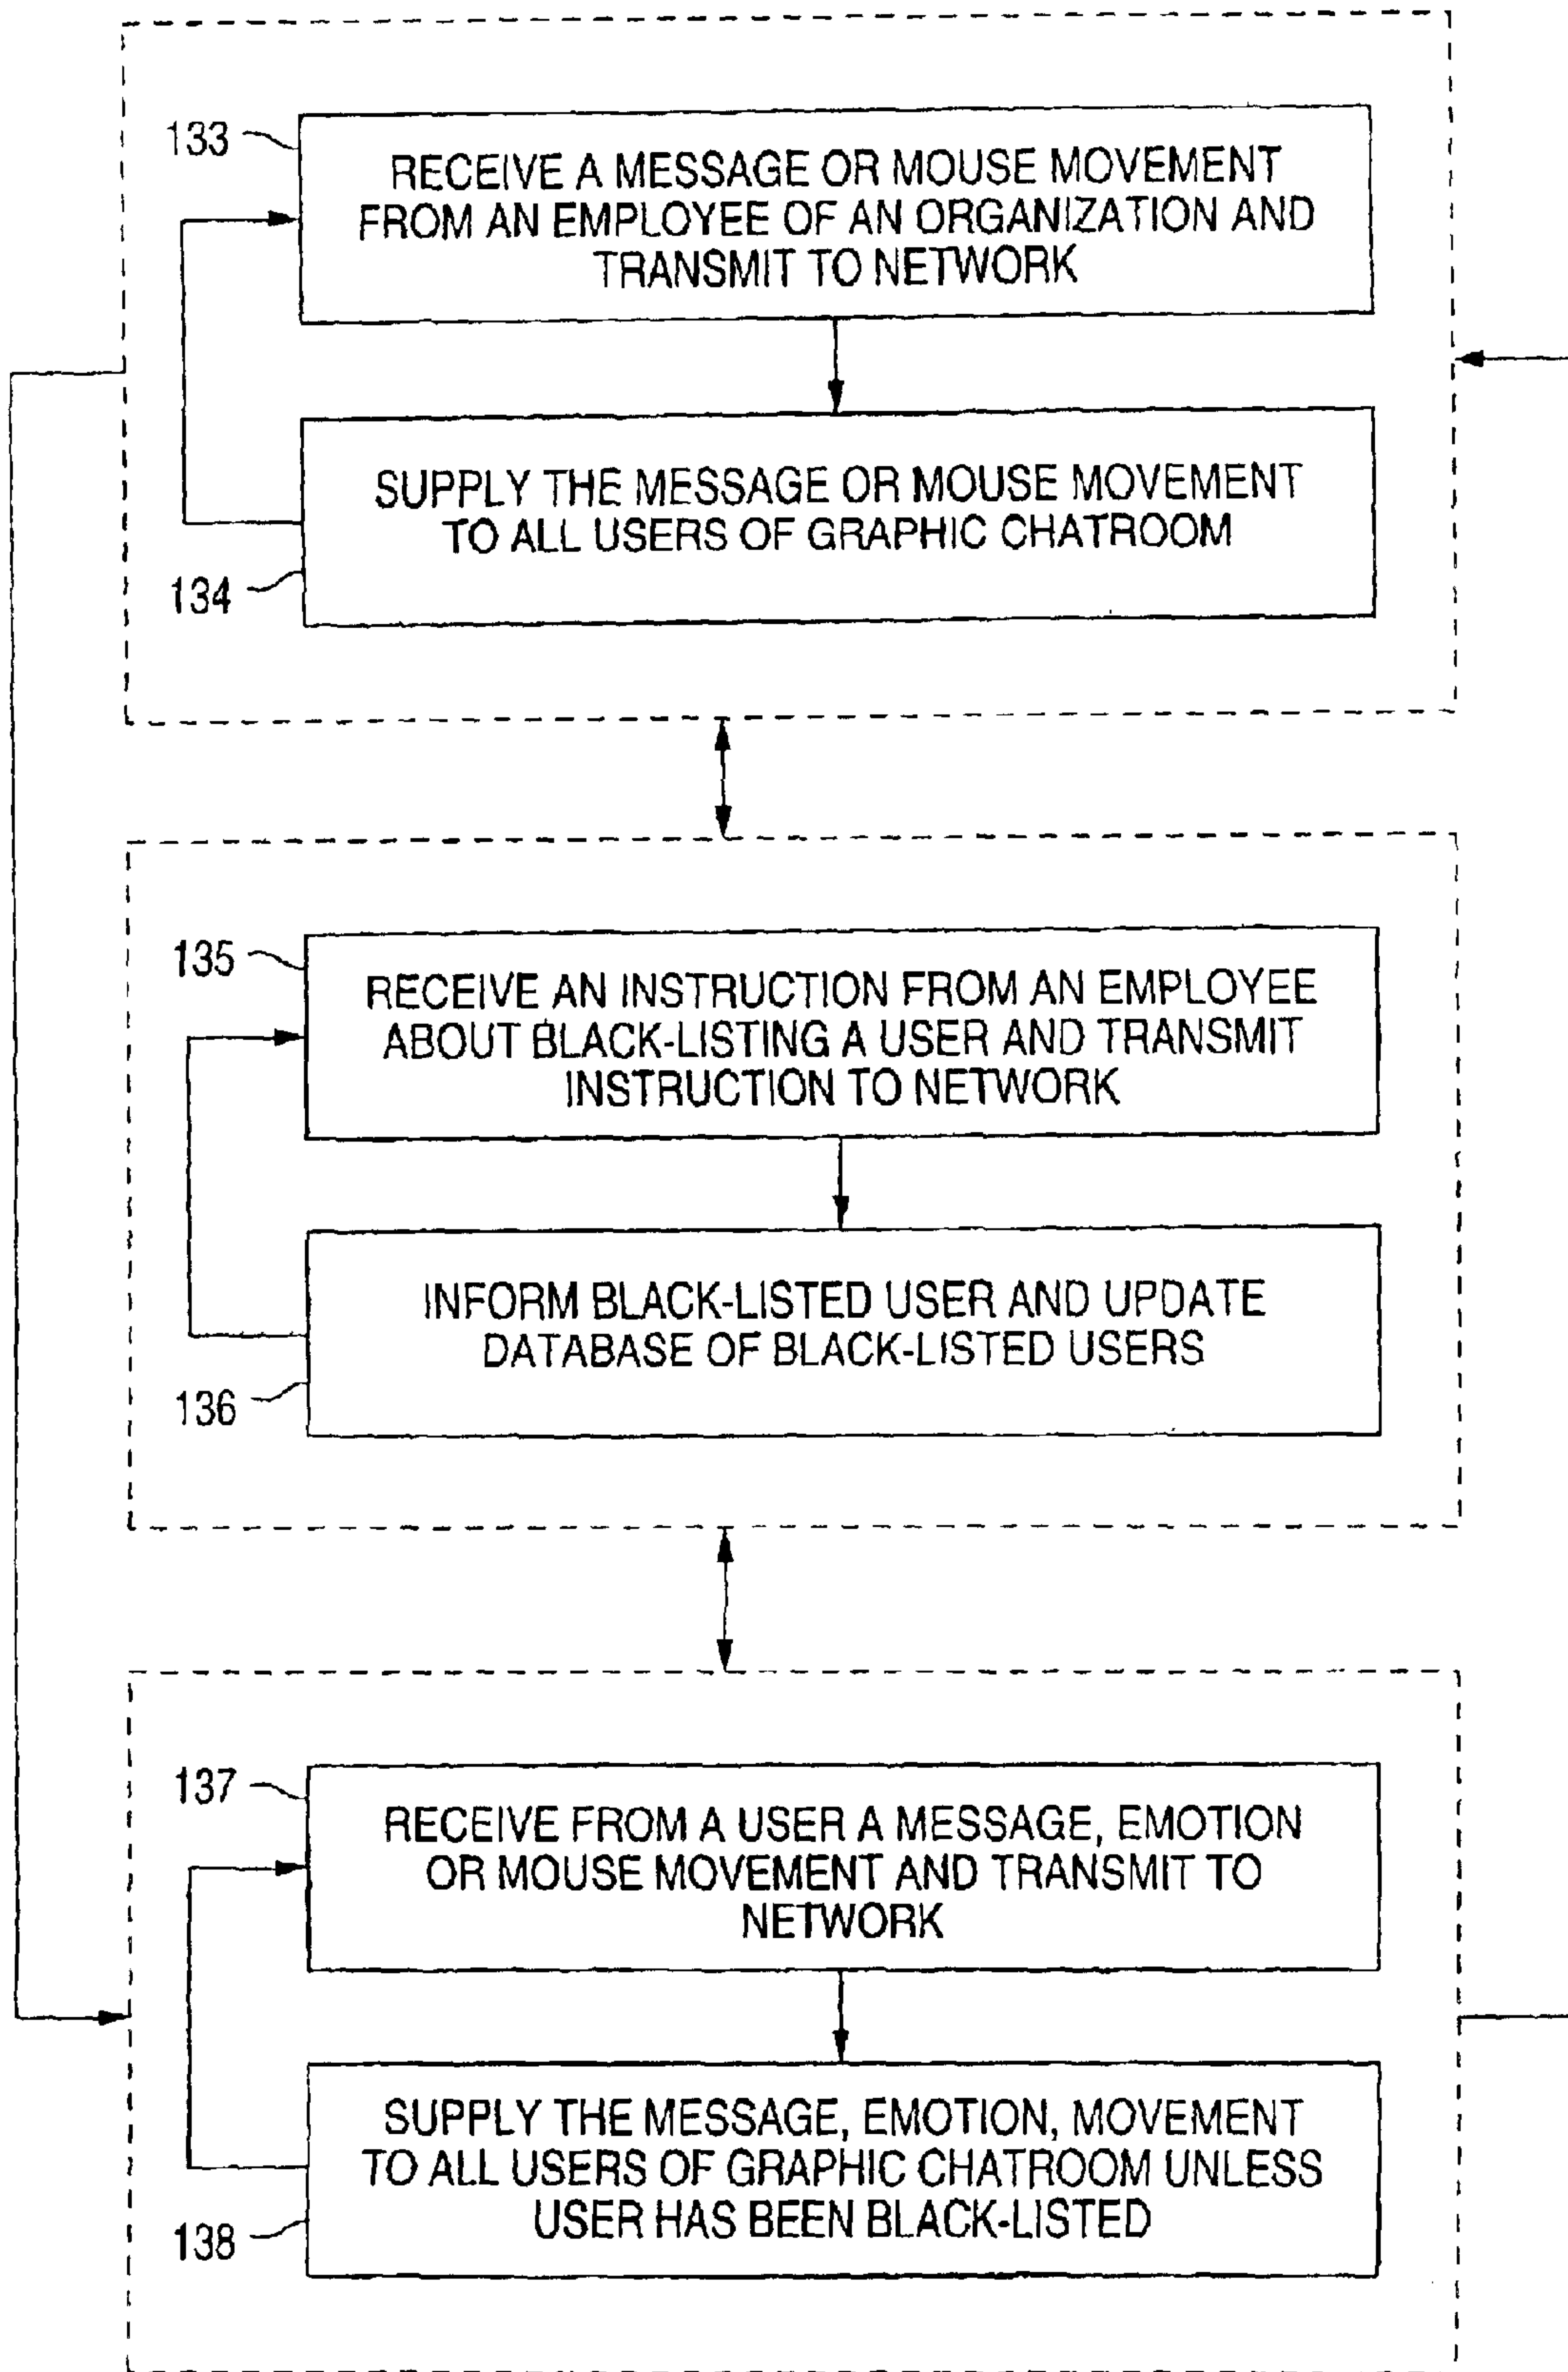 133
RECEIVE A MESSAGE OR MOUSE MOVEMENT
FROM AN EMPLOYEE OF AN ORGANIZATION AND
TRANSMIT TO NETWORK
SUPPLY THE MESSAGE OR MOUSE MOVEMENT
TO ALL USERS OF GRAPHIC CHATROOM
134
135
RECEIVE AN INSTRUCTION FROM AN EMPLOYEE
ABOUT BLACK-LISTING A USER AND TRANSMIT
INSTRUCTION TO NETWORK
INFORM BLACK-LISTED USER AND UPDATE
DATABASE OF BLACK-LISTED USERS
136
137
RECEIVE FROM A USER A MESSAGE, EMOTION
OR MOUSE MOVEMENT AND TRANSMIT TO
NETWORK
SUPPLY THE MESSAGE, EMOTION, MOVEMENT
TO ALL USERS OF GRAPHIC CHATROOM UNLESS
USER HAS BEEN BLACK-LISTED
138